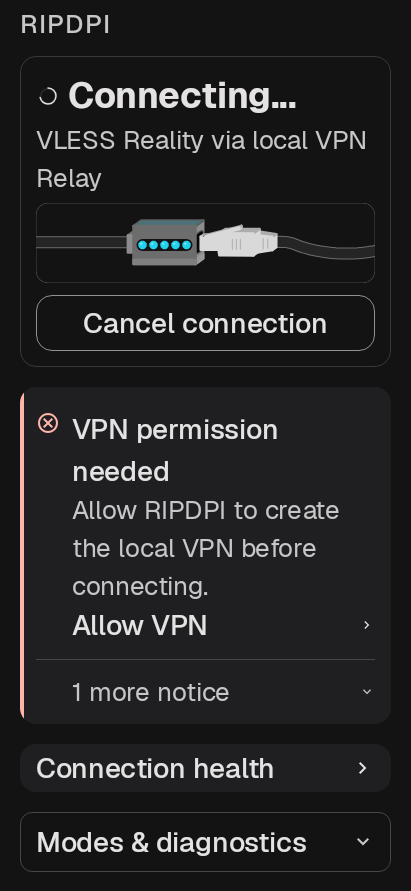 RIPDPI
Connecting...
VLESS Reality via local VPN
Relay
Cancel connection
VPN permission
needed
Allow RIPDPI to create
the local VPN before
connecting.
Allow VPN
1 more notice
Connection health
Modes & diagnostics